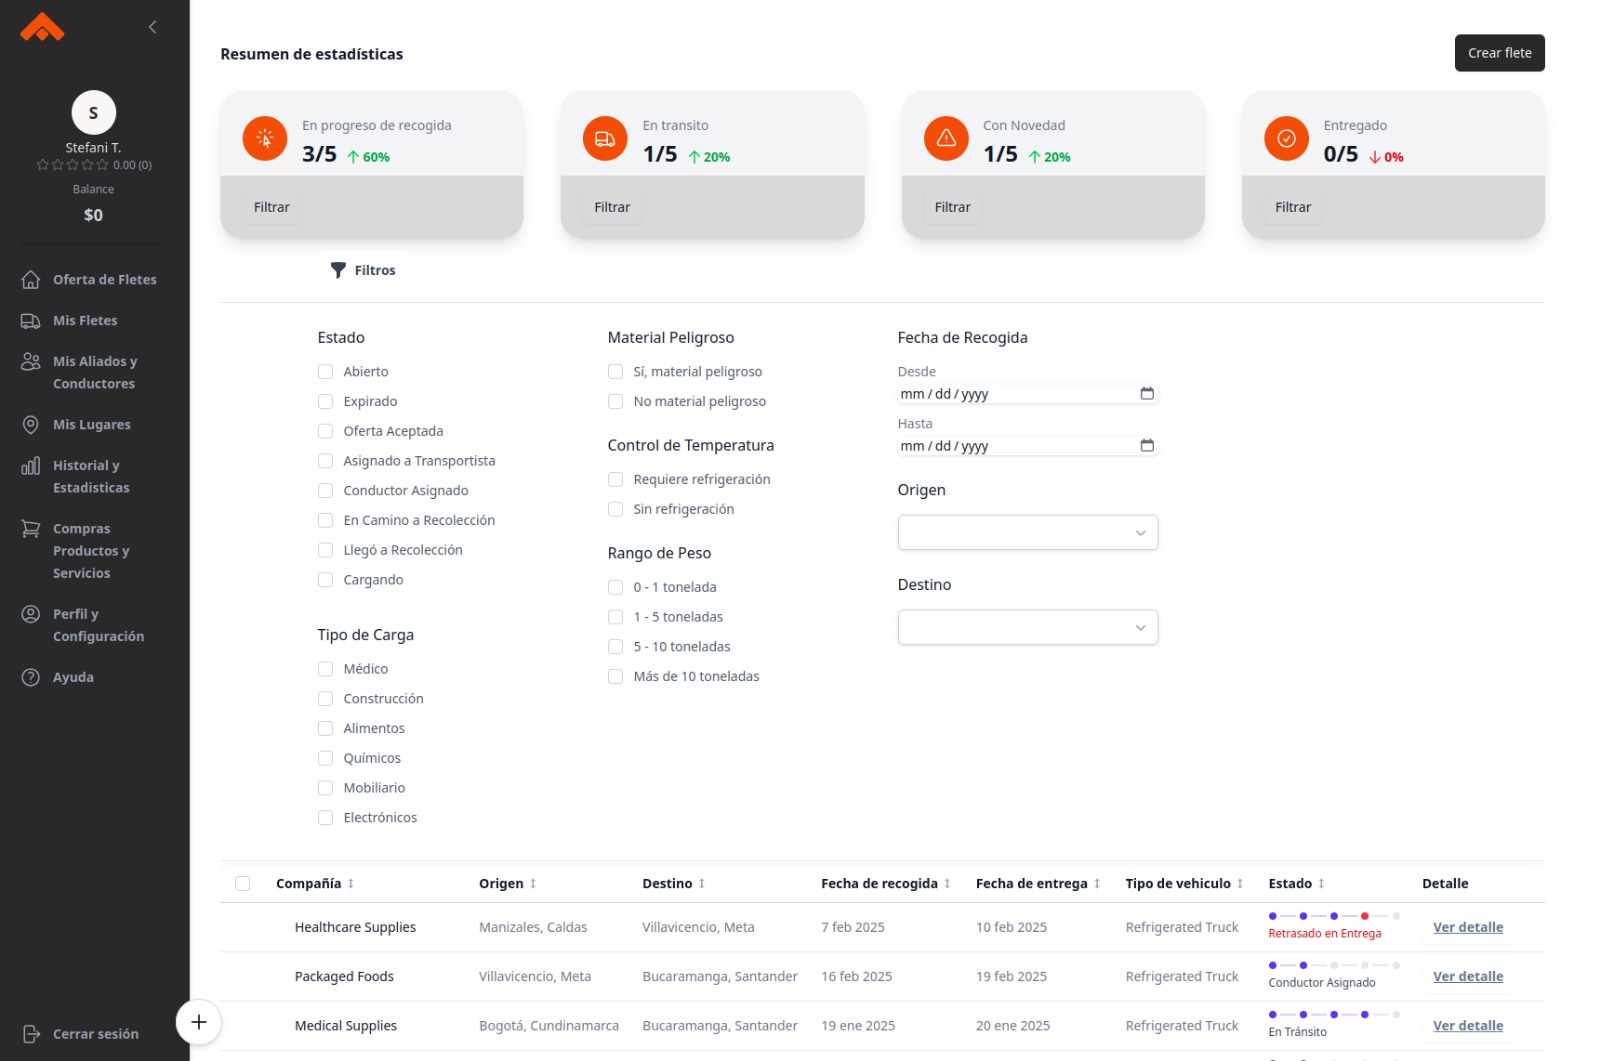 S
Stefani T.
0.00 (0)
Balance
$0
Oferta de Fletes
Mis Fletes
Mis Aliados y
Conductores
Mis Lugares
Historial y
Estadisticas
Compras
Productos y
Servicios
Perfil y
Configuración
Ayuda
Cerrar sesión
Resumen de estadísticas
Crear flete
En progreso de recogida
3/5 60%
Filtrar
En transito
1/5 20%
Filtrar
Con Novedad
1/5 20%
Filtrar
Entregado
0/5 0%
Filtrar
Filtros
Estado
Abierto
Expirado
Oferta Aceptada
Asignado a Transportista
Conductor Asignado
En Camino a Recolección
Llegó a Recolección
Cargando
Tipo de Carga
Médico
Construcción
Alimentos
Químicos
Mobiliario
Electrónicos
Material Peligroso
Sí, material peligroso
No material peligroso
Control de Temperatura
Requiere refrigeración
Sin refrigeración
Rango de Peso
0 - 1 tonelada
1 - 5 toneladas
5 - 10 toneladas
Más de 10 toneladas
Fecha de Recogida
Desde
mm / dd / yyyy
Hasta
mm / dd / yyyy
Origen
Destino
Compañía Origen Destino Fecha de recogida Fecha de entrega Tipo de vehiculo Estado Detalle
Healthcare Supplies Manizales, Caldas Villavicencio, Meta 7 feb 2025 10 feb 2025 Refrigerated Truck Retrasado en Entrega Ver detalle
Packaged Foods Villavicencio, Meta Bucaramanga, Santander 16 feb 2025 19 feb 2025 Refrigerated Truck Conductor Asignado Ver detalle
Medical Supplies Bogotá, Cundinamarca Bucaramanga, Santander 19 ene 2025 20 ene 2025 Refrigerated Truck En Tránsito Ver detalle